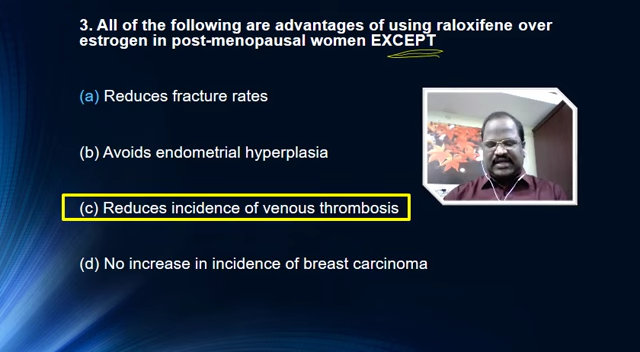 3. All of the following are advantages of using raloxifene over
estrogen in post-menopausal women EXCEPT
(a) Reduces fracture rates
(b) Avoids endometrial hyperplasia
(c) Reduces incidence of venous thrombosis
(d) No increase in incidence of breast carcinoma